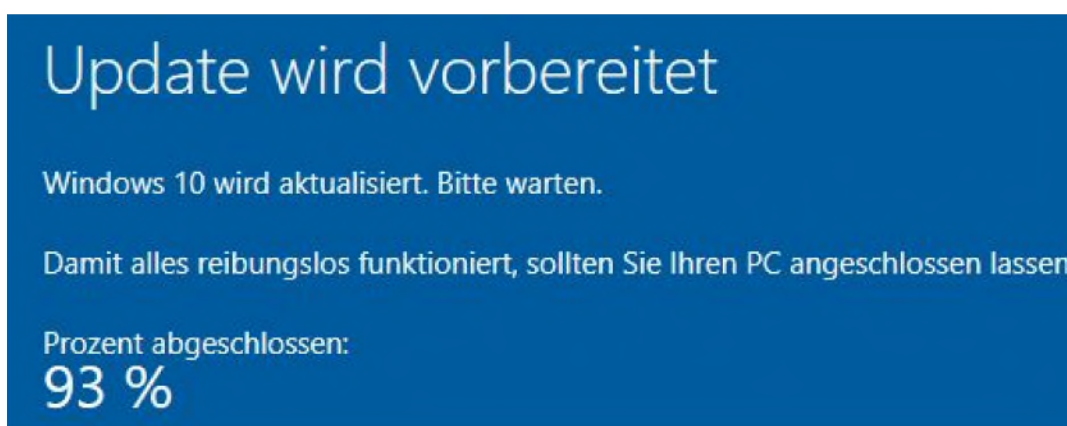 Update wird vorbereitet
Windows 10 wird aktualisiert. Bitte warten.
Damit alles reibungslos funktioniert, sollten Sie Ihren PC angeschlossen lassen
Prozent abgeschlossen:
93 %